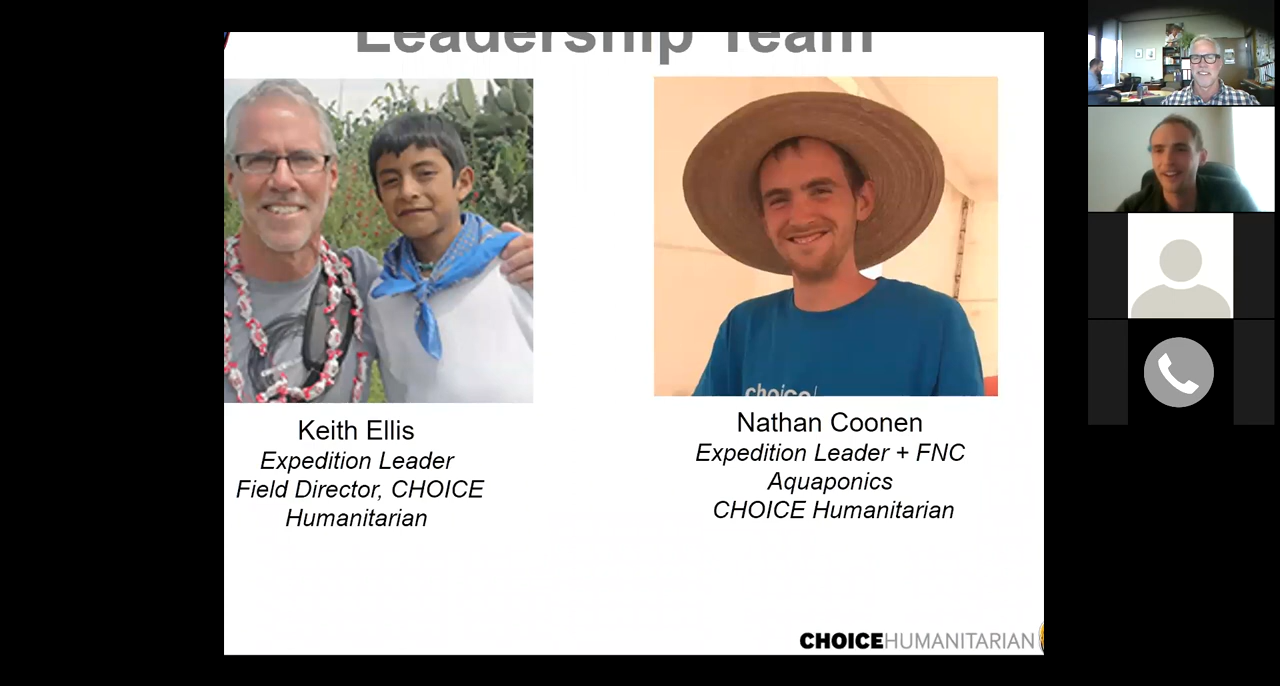 Leadership Team
Keith Ellis
Expedition Leader
Field Director, CHOICE
Humanitarian
choice
Nathan Coonen
Expedition Leader + FNC
Aquaponics
CHOICE Humanitarian
CHOICEHUMANITARIAN